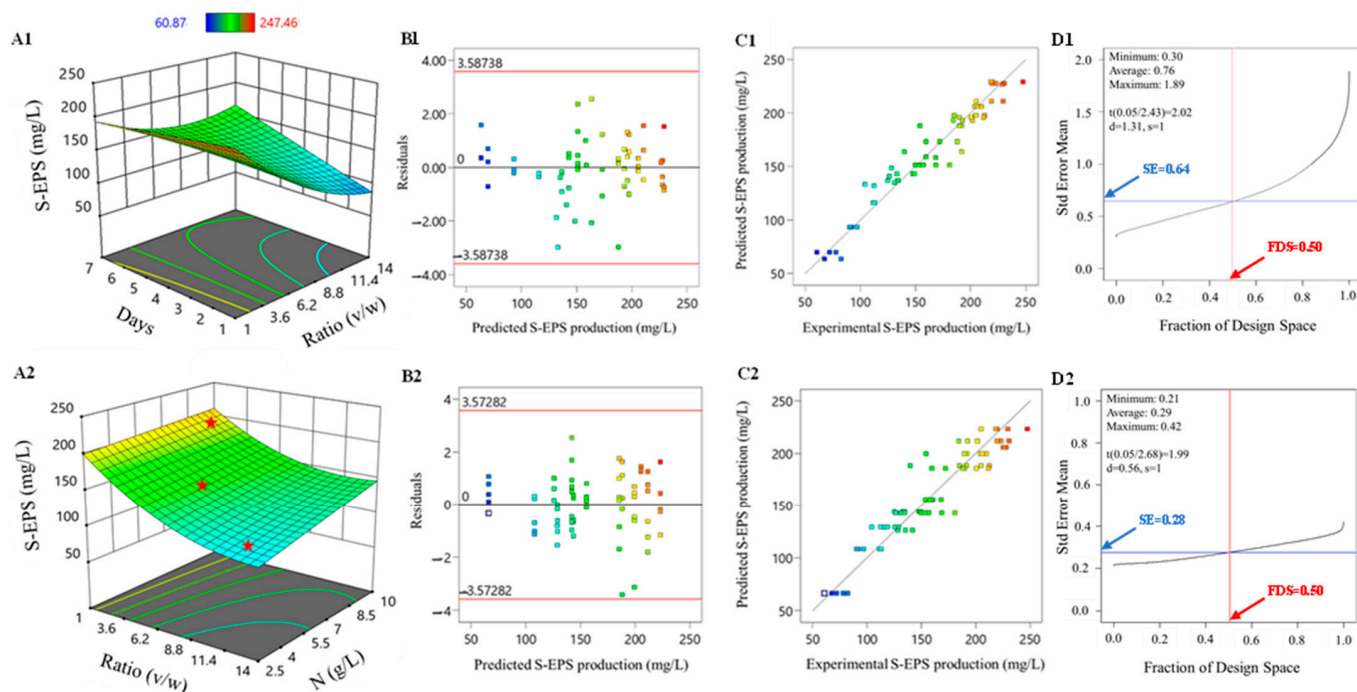 60.87 247.46
A1
S-EPS (mg/L)
250
200
150
100
50
7
6
5
4
3
2
1
Days
1
3.6
6.2
8.8
11.4
14
Ratio (v/w)
B1
Residuals
4.00
2.00
0.00
−2.00
−4.00
3.58738
0
−3.58738
50 100 150 200 250
Predicted S-EPS production (mg/L)
C1
Predicted S-EPS production (mg/L)
250
200
150
100
50
50 100 150 200 250
Experimental S-EPS production (mg/L)
D1
Std Error Mean
2.0
1.5
1.0
0.5
0.0
Minimum: 0.30
Average: 0.76
Maximum: 1.89
t(0.05/2.43)=2.02
d=1.31, s=1
SE=0.64
FDS=0.50
0.0 0.2 0.4 0.6 0.8 1.0
Fraction of Design Space
A2
S-EPS (mg/L)
250
200
150
100
50
1
3.6
6.2
8.8
11.4
14
Ratio (v/w)
2.5
4
5.5
7
8.5
10
N (g/L)
B2
Residuals
4
2
0
−2
−4
3.57282
0
−3.57282
50 100 150 200 250
Predicted S-EPS production (mg/L)
C2
Predicted S-EPS production (mg/L)
250
200
150
100
50
50 100 150 200 250
Experimental S-EPS production (mg/L)
D2
Std Error Mean
1.0
0.8
0.6
0.4
0.2
0.0
Minimum: 0.21
Average: 0.29
Maximum: 0.42
t(0.05/2.68)=1.99
d=0.56, s=1
SE=0.28
FDS=0.50
0.0 0.2 0.4 0.6 0.8 1.0
Fraction of Design Space